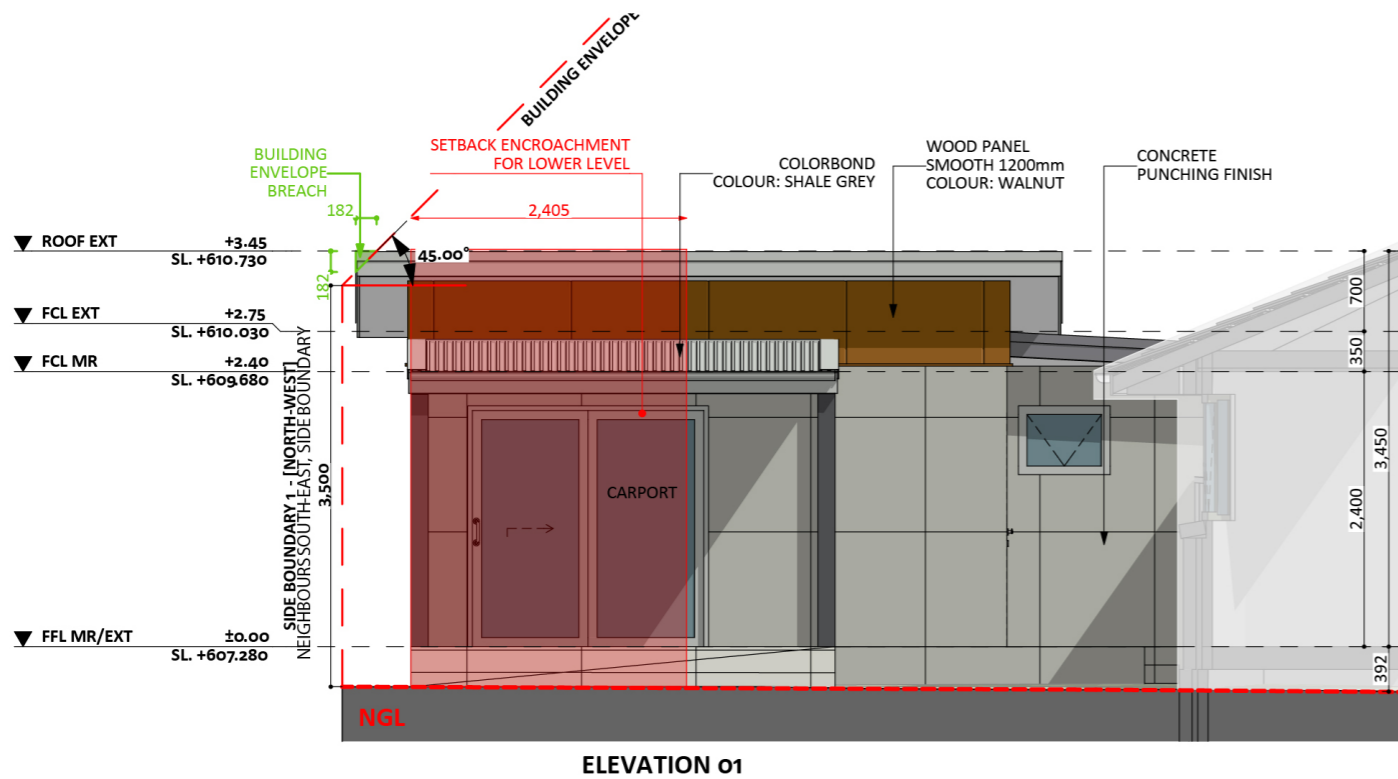 BUILDING ENVELOPE
SETBACK ENCROACHMENT
FOR LOWER LEVEL
BUILDING
ENVELOPE
BREACH
COLORBOND
COLOUR: SHALE GREY
WOOD PANEL
SMOOTH 1200mm
COLOUR: WALNUT
CONCRETE
PUNCHING FINISH
182
2,405
ROOF EXT +3.45
SL. +610.730
45.00°
182
700
FCL EXT +2.75
SL. +610.030
350
FCL MR +2.40
SL. +609.680
SIDE BOUNDARY 1 - [NORTH-WEST]
NEIGHBOURS SOUTH-EAST, SIDE BOUNDARY
3,500
CARPORT
3,450
2,400
FFL MR/EXT ±0.00
SL. +607.280
392
NGL
ELEVATION 01